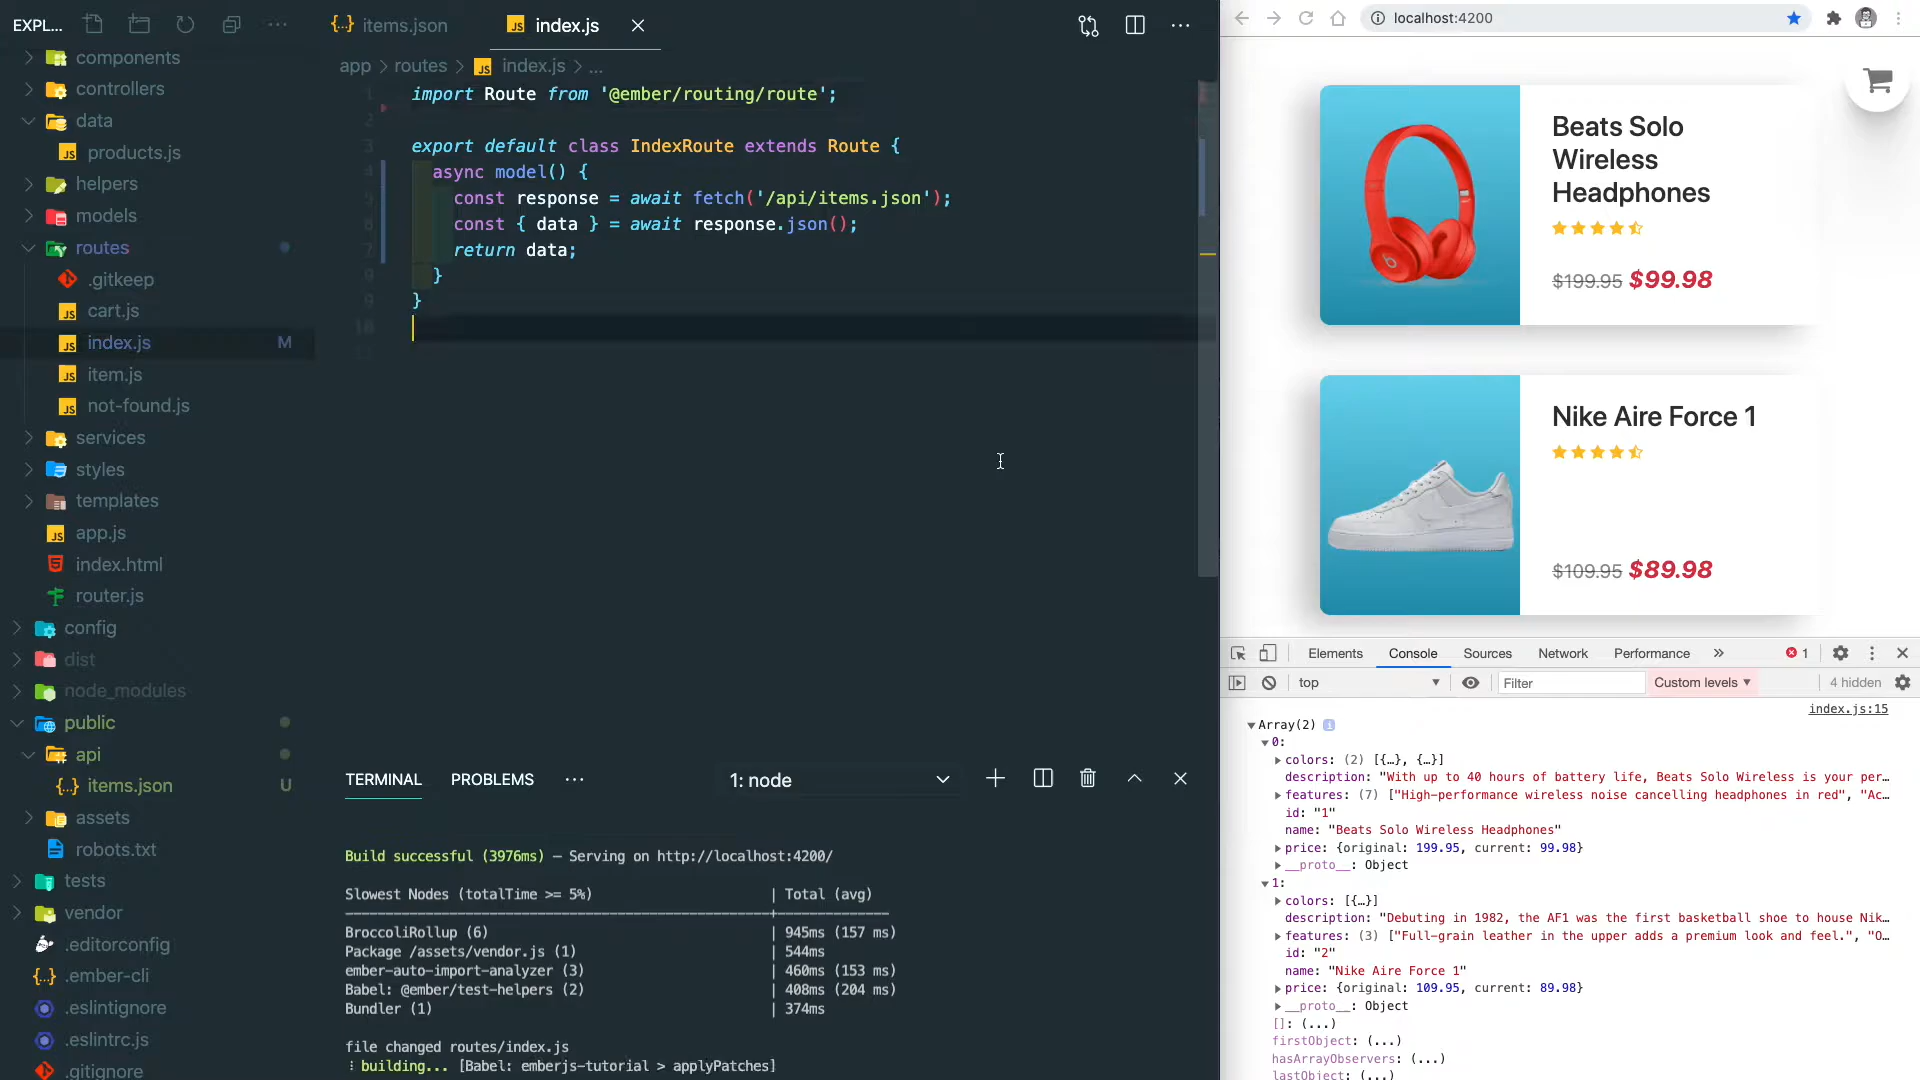 EXPL...
components
controllers
data
products.js
helpers
models
routes
.gitkeep
cart.js
index.js M
item.js
not-found.js
services
styles
templates
app.js
index.html
router.js
config
dist
node_modules
public
api
items.json U
assets
robots.txt
tests
vendor
.editorconfig
.ember-cli
.eslintignore
.eslintrc.js
.gitignore
items.json
index.js
app > routes > index.js > ...
1 import Route from '@ember/routing/route';
2
3 export default class IndexRoute extends Route {
4 async model() {
5 const response = await fetch('/api/items.json');
6 const { data } = await response.json();
7 return data;
8 }
9 }
10
TERMINAL PROBLEMS ... 1: node
Build successful (3976ms) – Serving on http://localhost:4200/
Slowest Nodes (totalTime >= 5%) | Total (avg)
BroccoliRollup (6) | 945ms (157 ms)
Package /assets/vendor.js (1) | 544ms
ember-auto-import-analyzer (3) | 460ms (153 ms)
Babel: @ember/test-helpers (2) | 408ms (204 ms)
Bundler (1) | 374ms
file changed routes/index.js
building... [Babel: emberjs-tutorial > applyPatches]
localhost:4200
Beats Solo
Wireless
Headphones
$199.95 $99.98
Nike Aire Force 1
$109.95 $89.98
Elements Console Sources Network Performance » 1
top Filter Custom levels 4 hidden
index.js:15
Array(2) i
0:
colors: (2) [{…}, {…}]
description: "With up to 40 hours of battery life, Beats Solo Wireless is your per…
features: (7) ["High-performance wireless noise cancelling headphones in red", "Ac…
id: "1"
name: "Beats Solo Wireless Headphones"
price: {original: 199.95, current: 99.98}
__proto__: Object
1:
colors: [{…}]
description: "Debuting in 1982, the AF1 was the first basketball shoe to house Nik…
features: (3) ["Full-grain leather in the upper adds a premium look and feel.", "O…
id: "2"
name: "Nike Aire Force 1"
price: {original: 109.95, current: 89.98}
__proto__: Object
[]: (...)
firstObject: (...)
hasArrayObservers: (...)
lastObject: (...)